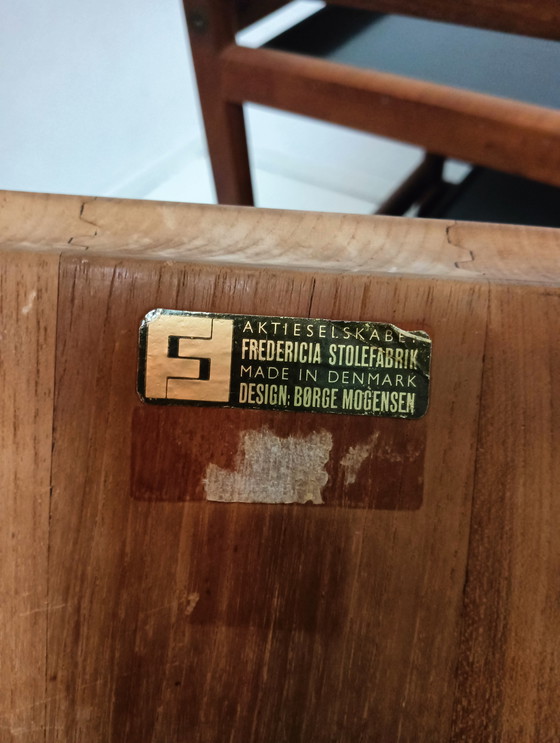 AKTIESELSKABET
FREDERICIA STOLEFABRIK
MADE IN DENMARK
DESIGN: BØRGE MOGENSEN